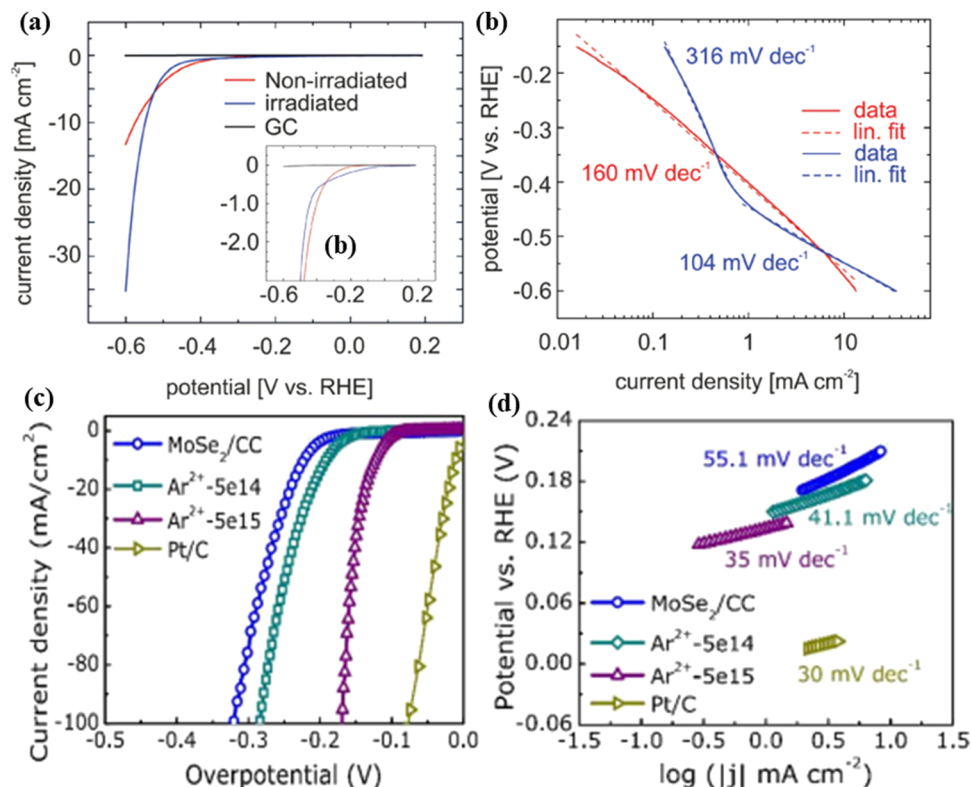 (a)
current density [mA cm⁻²]
0
-10
-20
-30
Non-irradiated
irradiated
GC
0
-1.0
-2.0
(b)
-0.6
-0.2
0.2
-0.6
-0.4
-0.2
0.0
0.2
potential [V vs. RHE]
(b)
potential [V vs. RHE]
-0.2
-0.3
-0.4
-0.5
-0.6
316 mV dec⁻¹
160 mV dec⁻¹
104 mV dec⁻¹
data
lin. fit
data
lin. fit
0.01
0.1
1
10
current density [mA cm⁻²]
(c)
Current density (mA/cm²)
0
-20
-40
-60
-80
-100
MoSe₂/CC
Ar²⁺-5e14
Ar²⁺-5e15
Pt/C
-0.5
-0.4
-0.3
-0.2
-0.1
0.0
Overpotential (V)
(d)
Potential vs. RHE (V)
0.24
0.18
0.12
0.06
0.00
-0.06
55.1 mV dec⁻¹
41.1 mV dec⁻¹
35 mV dec⁻¹
MoSe₂/CC
Ar²⁺-5e14
Ar²⁺-5e15
Pt/C
30 mV dec⁻¹
-1.5
-1.0
-0.5
0.0
0.5
1.0
1.5
log (|j| mA cm⁻²)